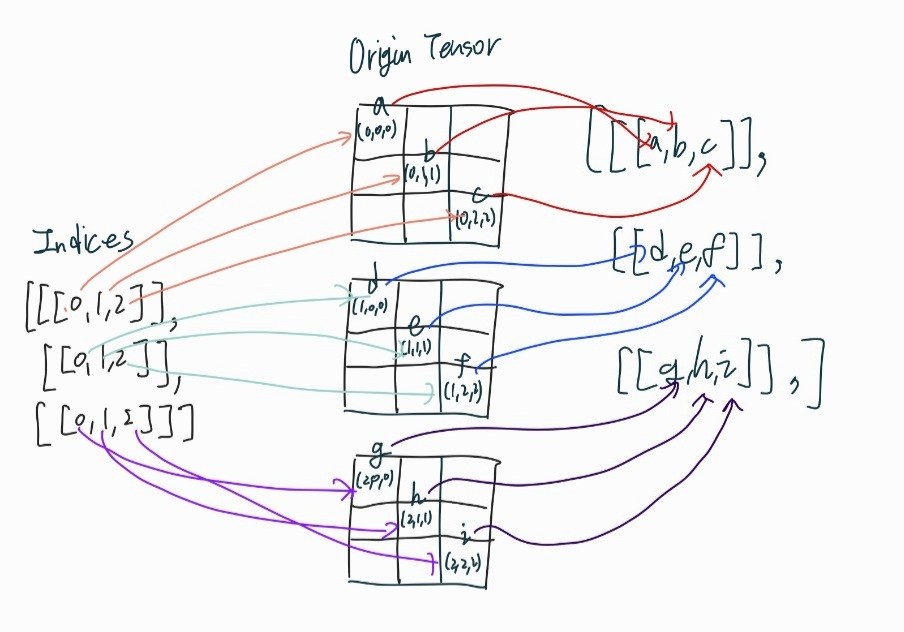 Origin Tensor
a
(0,0,0)
b
(0,1,1)
c
(0,2,2)
[[[a,b,c]],
Indices
[[[0,1,2]],
[[0,1,2]],
[[0,1,2]]]
d
(1,0,0)
e
(1,1,1)
f
(1,2,2)
[[d,e,f]],
g
(2,0,0)
h
(2,1,1)
i
(2,2,2)
[[g,h,i]],]